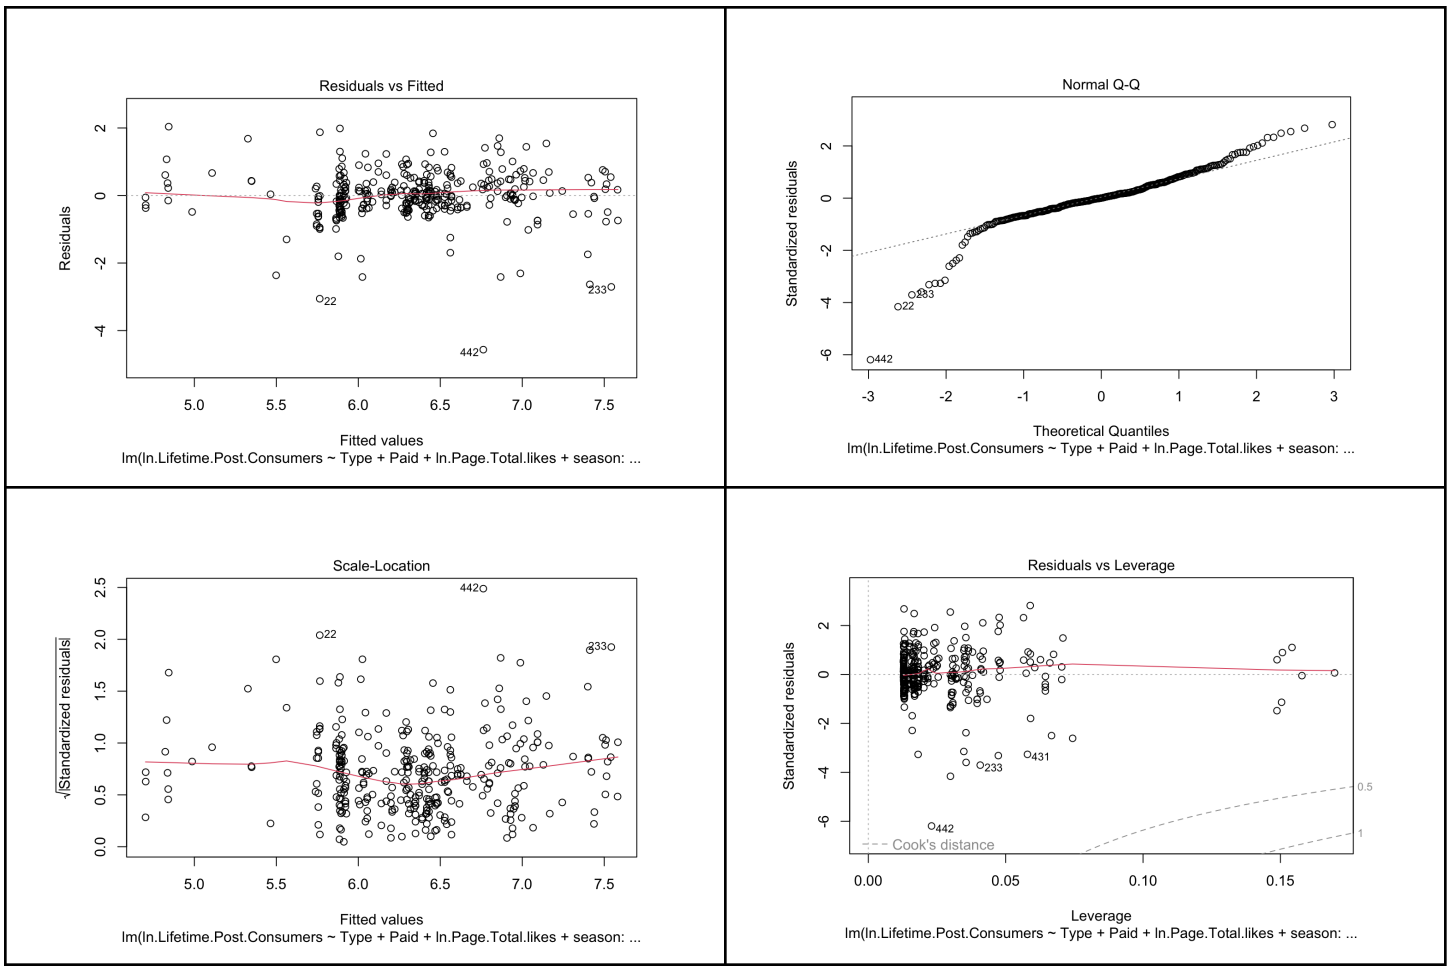 Residuals vs Fitted
Residuals
2
0
-2
-4
22
233
442
5.0 5.5 6.0 6.5 7.0 7.5
Fitted values
lm(ln.Lifetime.Post.Consumers ~ Type + Paid + ln.Page.Total.likes + season: ...
Normal Q-Q
Standardized residuals
2
0
-2
-4
-6
233
22
442
-3 -2 -1 0 1 2 3
Theoretical Quantiles
lm(ln.Lifetime.Post.Consumers ~ Type + Paid + ln.Page.Total.likes + season: ...
Scale-Location
√|Standardized residuals|
2.5
2.0
1.5
1.0
0.5
0.0
442
22
233
5.0 5.5 6.0 6.5 7.0 7.5
Fitted values
lm(ln.Lifetime.Post.Consumers ~ Type + Paid + ln.Page.Total.likes + season: ...
Residuals vs Leverage
Standardized residuals
2
0
-2
-4
-6
431
233
442
0.5
1
Cook's distance
0.00 0.05 0.10 0.15
Leverage
lm(ln.Lifetime.Post.Consumers ~ Type + Paid + ln.Page.Total.likes + season: ...